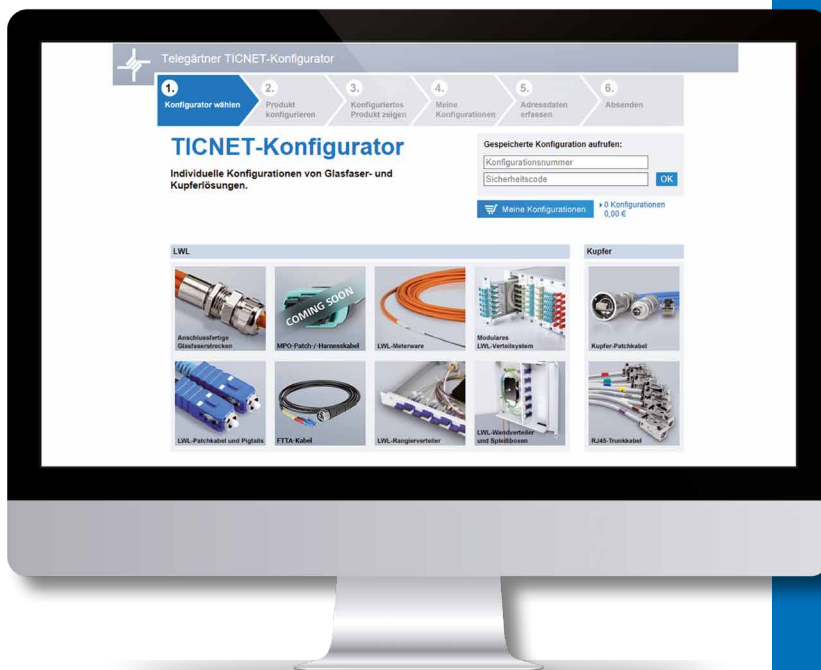 Telegärtner TICNET-Konfigurator
1.
Konfigurator wählen
2.
Produkt
konfigurieren
3.
Konfiguriertes
Produkt zeigen
4.
Meine
Konfigurationen
5.
Adressdaten
erfassen
6.
Absenden
TICNET-Konfigurator
Individuelle Konfigurationen von Glasfaser- und
Kupferlösungen.
Gespeicherte Konfiguration aufrufen:
Konfigurationsnummer
Sicherheitscode
OK
Meine Konfigurationen
0 Konfigurationen
0,00 €
LWL
Kupfer
Anschlussfertige
Glasfaserstrecken
COMING SOON
MPO-Patch-/-Harnesskabel
LWL-Meterware
Modulares
LWL-Verteilsystem
Kupfer-Patchkabel
LWL-Patchkabel und Pigtails
FTTA-Kabel
LWL-Rangierverteiler
LWL-Wandverteiler
und Spleißboxen
RJ45-Trunkkabel